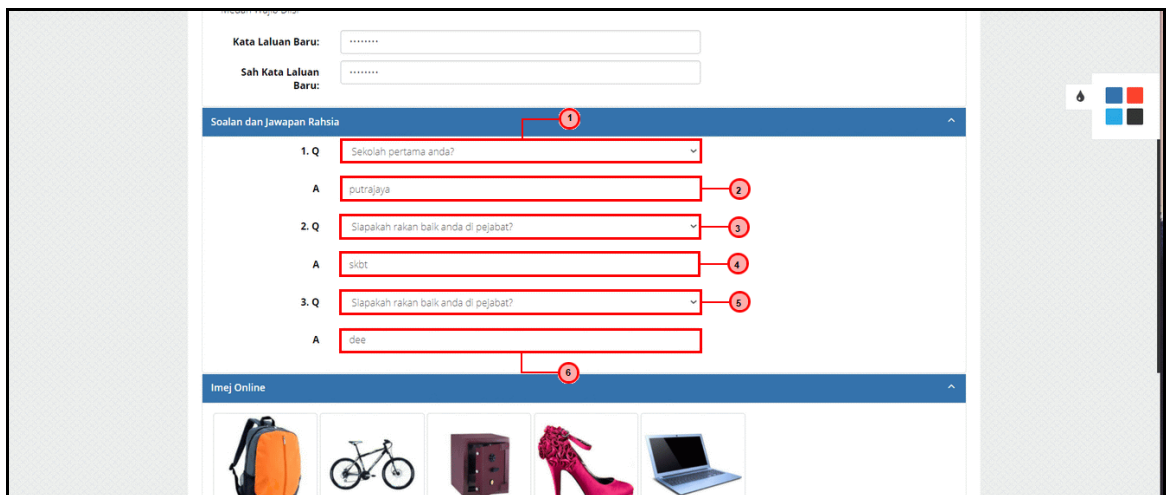 Kata Laluan Baru:
Sah Kata Laluan
Baru:
Soalan dan Jawapan Rahsia
1
1. Q Sekolah pertama anda?
A putrajaya
2
2. Q Siapakah rakan baik anda di pejabat?
3
A skbt
4
3. Q Siapakah rakan baik anda di pejabat?
5
A dee
6
Imej Online